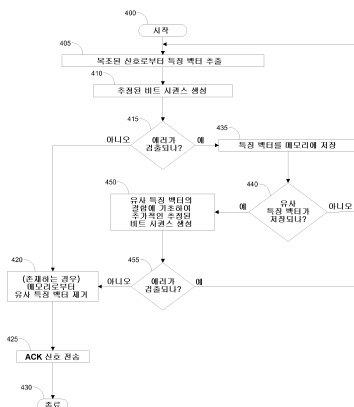 400
시작
405
복조된 신호로부터 특징 벡터 추출
410
추정된 비트 시퀀스 생성
415
에러가
검출되나?
아니오
예
435
특징 벡터를 메모리에 저장
440
유사
특징 벡터가
저장되나?
예
아니오
450
유사 특징 벡터의
결합에 기초하여
추가적인 추정된
비트 시퀀스 생성
455
에러가
검출되나?
아니오
예
420
(존재하는 경우)
메모리로부터
유사 특징 벡터 제거
425
ACK 신호 전송
430
종료